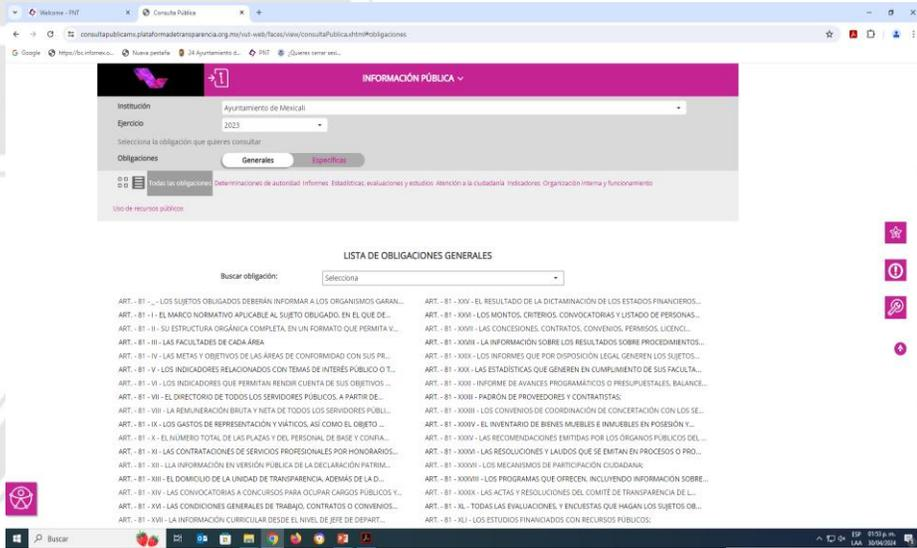 Welcome - PNT
Consulta Pública
consultapublicamx.plataformadetransparencia.org.mx/vut-web/faces/view/consultaPublica.xhtml#obligaciones
Google
https://bc.infomex.o...
Nueva pestaña
24 Ayuntamiento d...
PNT
¿Quieres cerrar sesi...
INFORMACIÓN PÚBLICA
Institución
Ayuntamiento de Mexicali
Ejercicio
2023
Selecciona la obligación que quieres consultar
Obligaciones
Generales
Específicas
Todas las obligaciones Determinaciones de autoridad Informes Estadísticas, evaluaciones y estudios Atención a la ciudadanía Indicadores Organización interna y funcionamiento
Uso de recursos públicos
LISTA DE OBLIGACIONES GENERALES
Buscar obligación:
Selecciona
ART. - 81 - _ - LOS SUJETOS OBLIGADOS DEBERÁN INFORMAR A LOS ORGANISMOS GARAN...
ART. - 81 - I - EL MARCO NORMATIVO APLICABLE AL SUJETO OBLIGADO, EN EL QUE DE...
ART. - 81 - II - SU ESTRUCTURA ORGÁNICA COMPLETA, EN UN FORMATO QUE PERMITA V...
ART. - 81 - III - LAS FACULTADES DE CADA ÁREA
ART. - 81 - IV - LAS METAS Y OBJETIVOS DE LAS ÁREAS DE CONFORMIDAD CON SUS PR...
ART. - 81 - V - LOS INDICADORES RELACIONADOS CON TEMAS DE INTERÉS PÚBLICO O T...
ART. - 81 - VI - LOS INDICADORES QUE PERMITAN RENDIR CUENTA DE SUS OBJETIVOS ...
ART. - 81 - VII - EL DIRECTORIO DE TODOS LOS SERVIDORES PÚBLICOS, A PARTIR DE...
ART. - 81 - VIII - LA REMUNERACIÓN BRUTA Y NETA DE TODOS LOS SERVIDORES PÚBLI...
ART. - 81 - IX - LOS GASTOS DE REPRESENTACIÓN Y VIÁTICOS, ASÍ COMO EL OBJETO ...
ART. - 81 - X - EL NÚMERO TOTAL DE LAS PLAZAS Y DEL PERSONAL DE BASE Y CONFIA...
ART. - 81 - XI - LAS CONTRATACIONES DE SERVICIOS PROFESIONALES POR HONORARIOS...
ART. - 81 - XII - LLA INFORMACIÓN EN VERSIÓN PÚBLICA DE LA DECLARACIÓN PATRIM...
ART. - 81 - XIII - EL DOMICILIO DE LA UNIDAD DE TRANSPARENCIA, ADEMÁS DE LA D...
ART. - 81 - XIV - LAS CONVOCATORIAS A CONCURSOS PARA OCUPAR CARGOS PÚBLICOS Y...
ART. - 81 - XVI - LAS CONDICIONES GENERALES DE TRABAJO, CONTRATOS O CONVENIOS...
ART. - 81 - XVII - LA INFORMACIÓN CURRICULAR DESDE EL NIVEL DE JEFE DE DEPART...
ART. - 81 - XXV - EL RESULTADO DE LA DICTAMINACIÓN DE LOS ESTADOS FINANCIEROS...
ART. - 81 - XXVI - LOS MONTOS, CRITERIOS, CONVOCATORIAS Y LISTADO DE PERSONAS...
ART. - 81 - XXVII - LAS CONCESIONES, CONTRATOS, CONVENIOS, PERMISOS, LICENCI...
ART. - 81 - XXVIII - LA INFORMACIÓN SOBRE LOS RESULTADOS SOBRE PROCEDIMIENTOS...
ART. - 81 - XXIX - LOS INFORMES QUE POR DISPOSICIÓN LEGAL GENEREN LOS SUJETOS...
ART. - 81 - XXX - LAS ESTADÍSTICAS QUE GENEREN EN CUMPLIMIENTO DE SUS FACULTA...
ART. - 81 - XXXI - INFORME DE AVANCES PROGRAMÁTICOS O PRESUPUESTALES, BALANCE...
ART. - 81 - XXXII - PADRÓN DE PROVEEDORES Y CONTRATISTAS;
ART. - 81 - XXXIII - LOS CONVENIOS DE COORDINACIÓN DE CONCERTACIÓN CON LOS SE...
ART. - 81 - XXXIV - EL INVENTARIO DE BIENES MUEBLES E INMUEBLES EN POSESIÓN Y...
ART. - 81 - XXXV - LAS RECOMENDACIONES EMITIDAS POR LOS ÓRGANOS PÚBLICOS DEL ...
ART. - 81 - XXXVI - LAS RESOLUCIONES Y LAUDOS QUE SE EMITAN EN PROCESOS O PRO...
ART. - 81 - XXXVII - LOS MECANISMOS DE PARTICIPACIÓN CIUDADANA;
ART. - 81 - XXXVIII - LOS PROGRAMAS QUE OFRECEN, INCLUYENDO INFORMACIÓN SOBRE...
ART. - 81 - XXXIX - LAS ACTAS Y RESOLUCIONES DEL COMITÉ DE TRANSPARENCIA DE L...
ART. - 81 - XL - TODAS LAS EVALUACIONES, Y ENCUESTAS QUE HAGAN LOS SUJETOS OB...
ART. - 81 - XLI - LOS ESTUDIOS FINANCIADOS CON RECURSOS PÚBLICOS;
Buscar
ESP
LAA
01:53 p. m.
30/04/2024